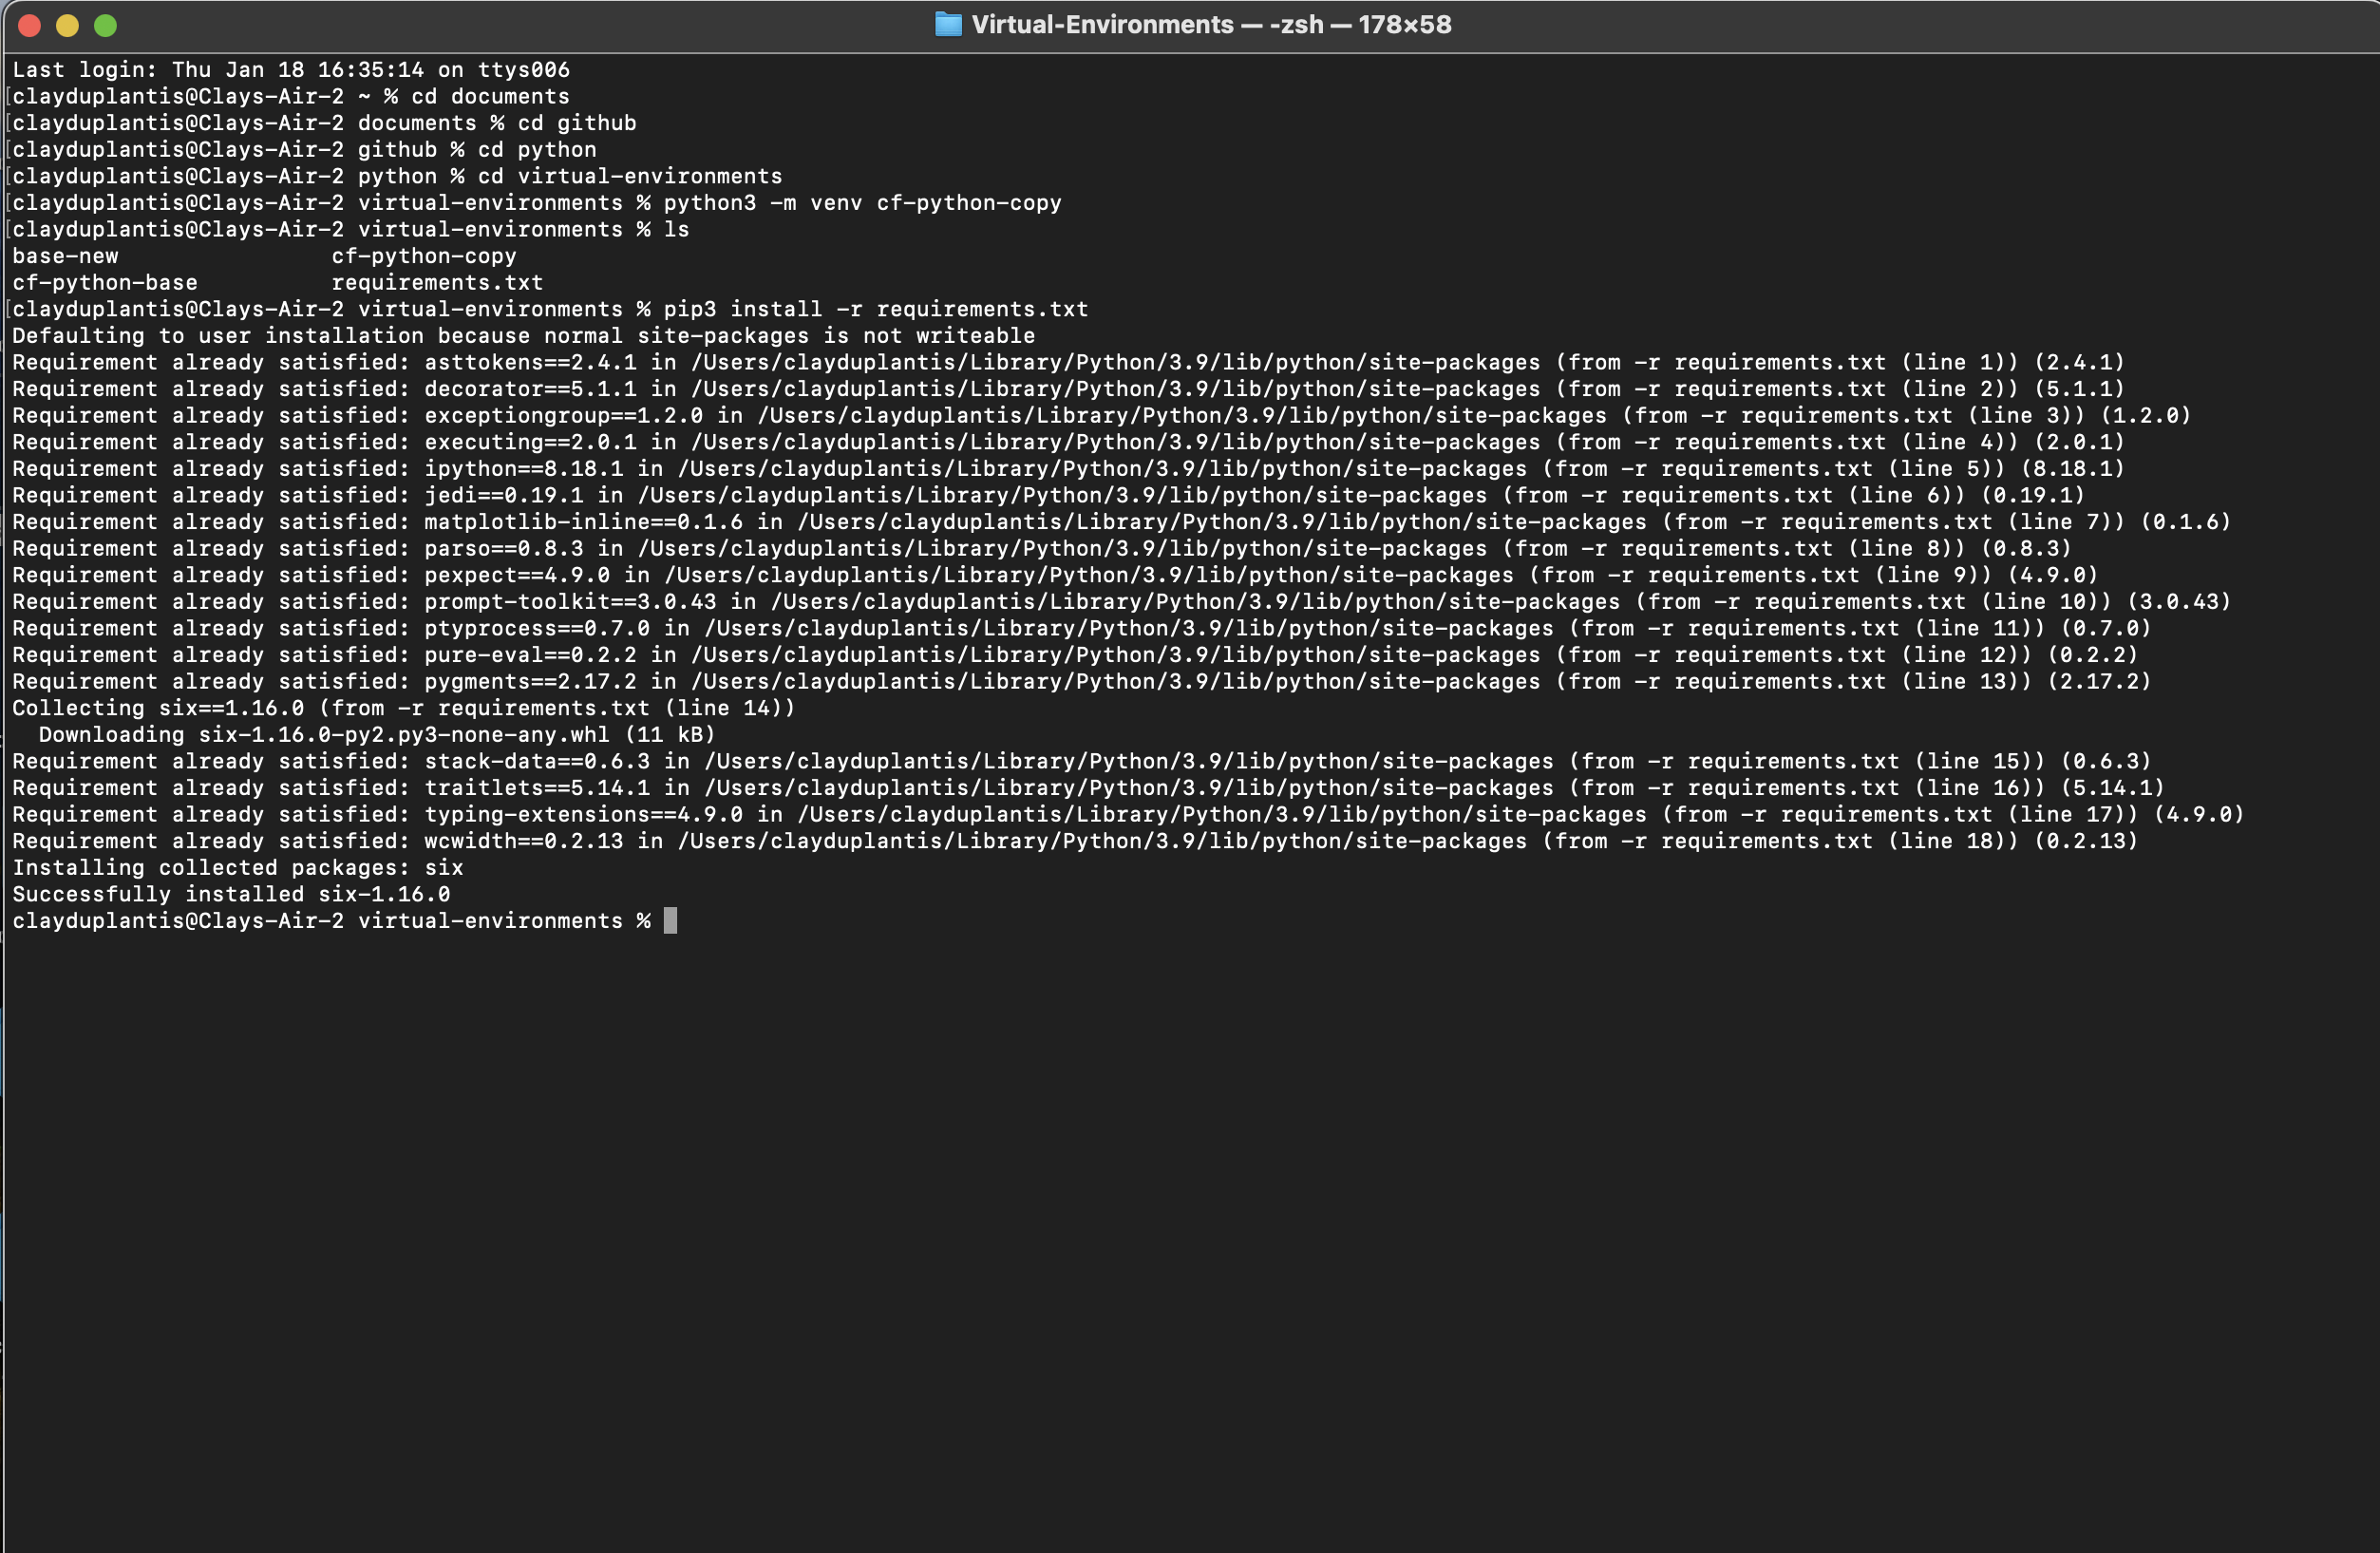 Virtual-Environments — -zsh — 178×58
Last login: Thu Jan 18 16:35:14 on ttys006
[clayduplantis@Clays-Air-2 ~ % cd documents
[clayduplantis@Clays-Air-2 documents % cd github
[clayduplantis@Clays-Air-2 github % cd python
[clayduplantis@Clays-Air-2 python % cd virtual-environments
[clayduplantis@Clays-Air-2 virtual-environments % python3 -m venv cf-python-copy
[clayduplantis@Clays-Air-2 virtual-environments % ls
base-new                cf-python-copy
cf-python-base          requirements.txt
[clayduplantis@Clays-Air-2 virtual-environments % pip3 install -r requirements.txt
Defaulting to user installation because normal site-packages is not writeable
Requirement already satisfied: asttokens==2.4.1 in /Users/clayduplantis/Library/Python/3.9/lib/python/site-packages (from -r requirements.txt (line 1)) (2.4.1)
Requirement already satisfied: decorator==5.1.1 in /Users/clayduplantis/Library/Python/3.9/lib/python/site-packages (from -r requirements.txt (line 2)) (5.1.1)
Requirement already satisfied: exceptiongroup==1.2.0 in /Users/clayduplantis/Library/Python/3.9/lib/python/site-packages (from -r requirements.txt (line 3)) (1.2.0)
Requirement already satisfied: executing==2.0.1 in /Users/clayduplantis/Library/Python/3.9/lib/python/site-packages (from -r requirements.txt (line 4)) (2.0.1)
Requirement already satisfied: ipython==8.18.1 in /Users/clayduplantis/Library/Python/3.9/lib/python/site-packages (from -r requirements.txt (line 5)) (8.18.1)
Requirement already satisfied: jedi==0.19.1 in /Users/clayduplantis/Library/Python/3.9/lib/python/site-packages (from -r requirements.txt (line 6)) (0.19.1)
Requirement already satisfied: matplotlib-inline==0.1.6 in /Users/clayduplantis/Library/Python/3.9/lib/python/site-packages (from -r requirements.txt (line 7)) (0.1.6)
Requirement already satisfied: parso==0.8.3 in /Users/clayduplantis/Library/Python/3.9/lib/python/site-packages (from -r requirements.txt (line 8)) (0.8.3)
Requirement already satisfied: pexpect==4.9.0 in /Users/clayduplantis/Library/Python/3.9/lib/python/site-packages (from -r requirements.txt (line 9)) (4.9.0)
Requirement already satisfied: prompt-toolkit==3.0.43 in /Users/clayduplantis/Library/Python/3.9/lib/python/site-packages (from -r requirements.txt (line 10)) (3.0.43)
Requirement already satisfied: ptyprocess==0.7.0 in /Users/clayduplantis/Library/Python/3.9/lib/python/site-packages (from -r requirements.txt (line 11)) (0.7.0)
Requirement already satisfied: pure-eval==0.2.2 in /Users/clayduplantis/Library/Python/3.9/lib/python/site-packages (from -r requirements.txt (line 12)) (0.2.2)
Requirement already satisfied: pygments==2.17.2 in /Users/clayduplantis/Library/Python/3.9/lib/python/site-packages (from -r requirements.txt (line 13)) (2.17.2)
Collecting six==1.16.0 (from -r requirements.txt (line 14))
  Downloading six-1.16.0-py2.py3-none-any.whl (11 kB)
Requirement already satisfied: stack-data==0.6.3 in /Users/clayduplantis/Library/Python/3.9/lib/python/site-packages (from -r requirements.txt (line 15)) (0.6.3)
Requirement already satisfied: traitlets==5.14.1 in /Users/clayduplantis/Library/Python/3.9/lib/python/site-packages (from -r requirements.txt (line 16)) (5.14.1)
Requirement already satisfied: typing-extensions==4.9.0 in /Users/clayduplantis/Library/Python/3.9/lib/python/site-packages (from -r requirements.txt (line 17)) (4.9.0)
Requirement already satisfied: wcwidth==0.2.13 in /Users/clayduplantis/Library/Python/3.9/lib/python/site-packages (from -r requirements.txt (line 18)) (0.2.13)
Installing collected packages: six
Successfully installed six-1.16.0
clayduplantis@Clays-Air-2 virtual-environments %